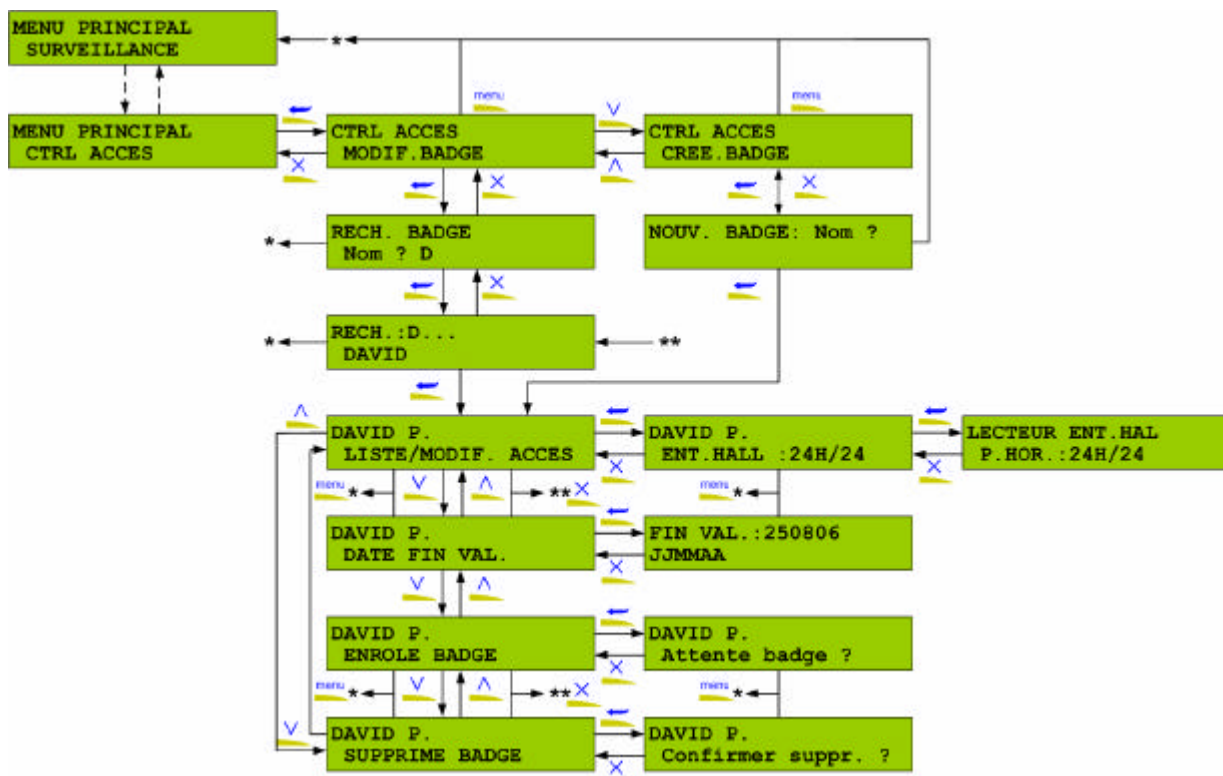 MENU PRINCIPAL
SURVEILLANCE
*
menu
menu
MENU PRINCIPAL
CTRL ACCES
CTRL ACCES
MODIF.BADGE
CTRL ACCES
CREE.BADGE
RECH. BADGE
Nom ? D
*
NOUV. BADGE: Nom ?
RECH.:D...
DAVID
*
**
DAVID P.
LISTE/MODIF. ACCES
DAVID P.
ENT.HALL :24H/24
LECTEUR ENT.HAL
P.HOR.:24H/24
menu
*
**
menu
*
DAVID P.
DATE FIN VAL.
FIN VAL.:250806
JJMMAA
DAVID P.
ENROLE BADGE
DAVID P.
Attente badge ?
menu
*
**
menu
*
DAVID P.
SUPPRIME BADGE
DAVID P.
Confirmer suppr. ?